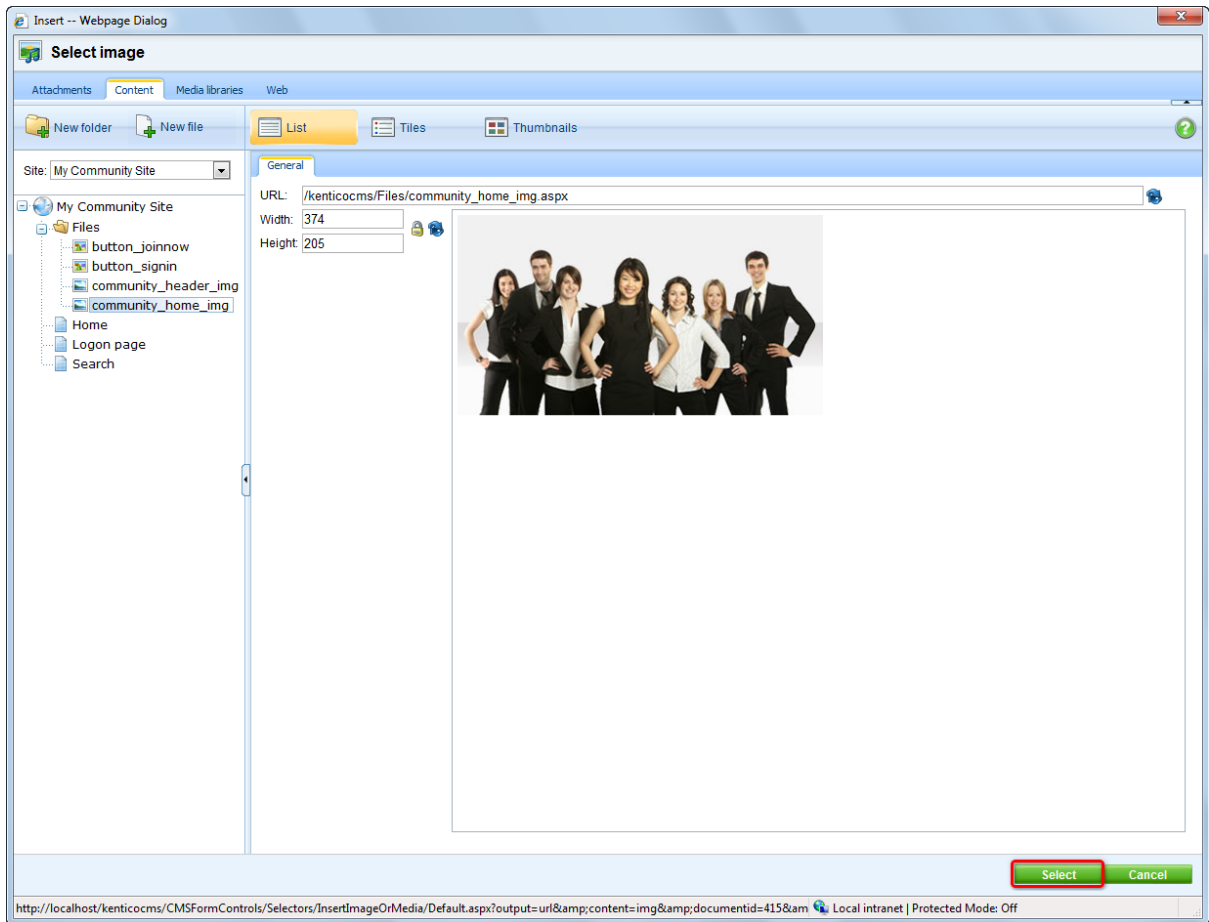 Insert -- Webpage Dialog
x
Select image
Attachments Content Media libraries Web
New folder New file List Tiles Thumbnails ?
Site: My Community Site
General
URL: /kenticocms/Files/community_home_img.aspx
Width: 374
Height: 205
My Community Site
Files
button_joinnow
button_signin
community_header_img
community_home_img
Home
Logon page
Search
Select Cancel
http://localhost/kenticocms/CMSFormControls/Selectors/InsertImageOrMedia/Default.aspx?output=url&amp;content=img&amp;documentid=415&am Local intranet | Protected Mode: Off